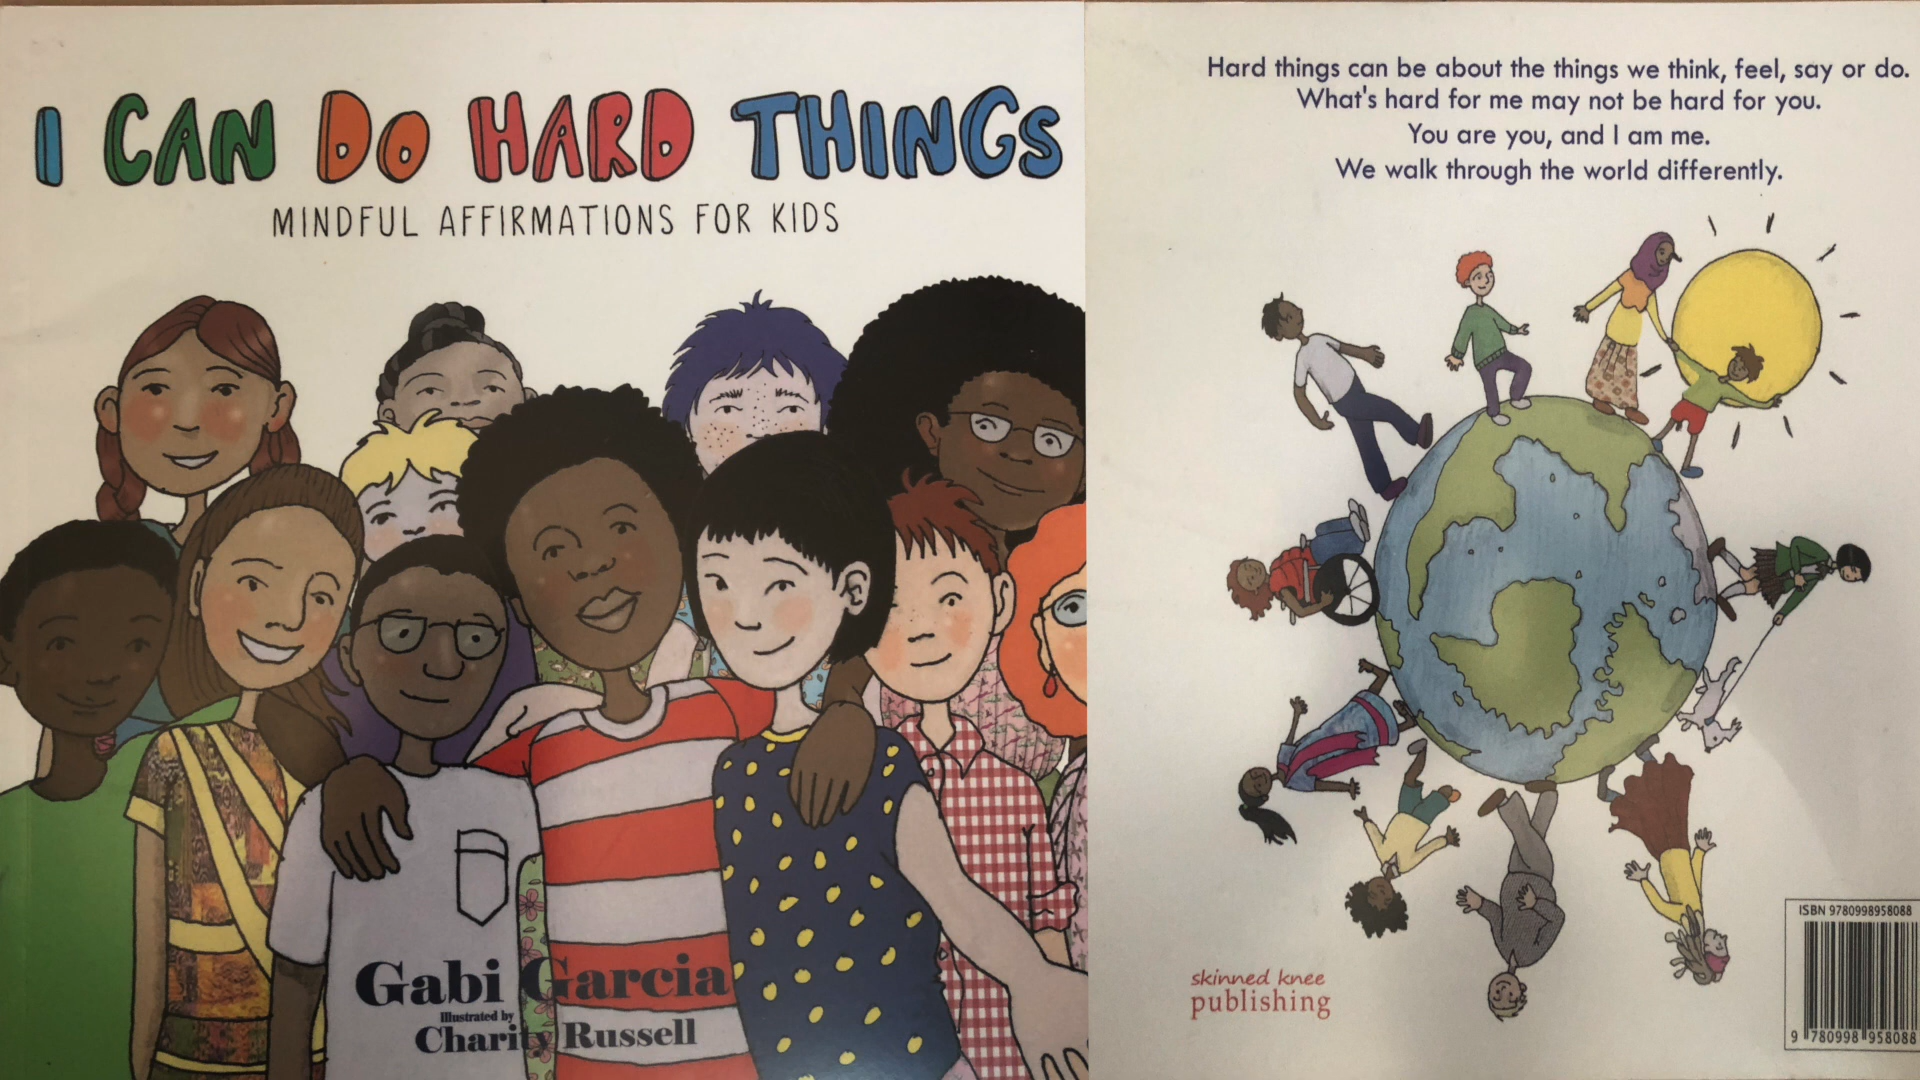 I CAN DO HARD THINGS
MINDFUL AFFIRMATIONS FOR KIDS
Gabi Garcia
Illustrated by
Charity Russell
Hard things can be about the things we think, feel, say or do.
What's hard for me may not be hard for you.
You are you, and I am me.
We walk through the world differently.
skinned knee
publishing
ISBN 9780998958088
9 780998 958088